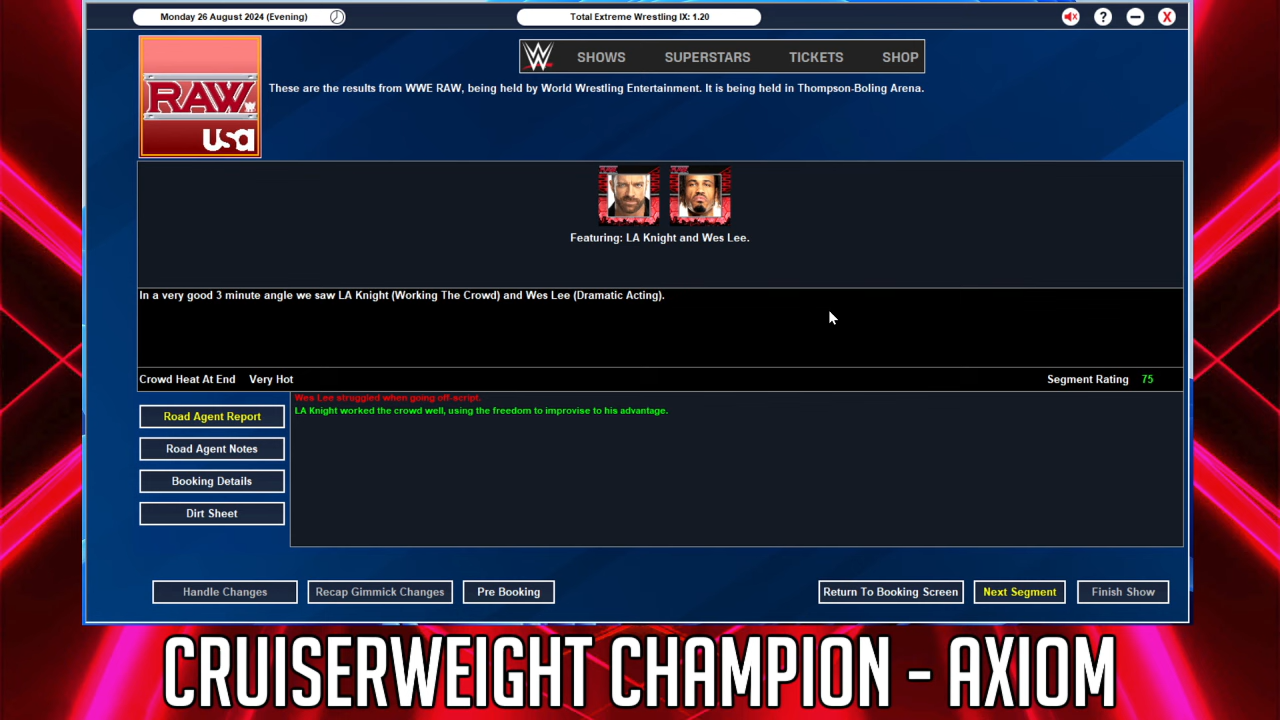 Monday 26 August 2024 (Evening)
Total Extreme Wrestling IX: 1.20
?
X
RAW
USA
SHOWS
SUPERSTARS
TICKETS
SHOP
These are the results from WWE RAW, being held by World Wrestling Entertainment. It is being held in Thompson-Boling Arena.
Featuring: LA Knight and Wes Lee.
In a very good 3 minute angle we saw LA Knight (Working The Crowd) and Wes Lee (Dramatic Acting).
Crowd Heat At End Very Hot
Segment Rating 75
Wes Lee struggled when going off-script.
LA Knight worked the crowd well, using the freedom to improvise to his advantage.
Road Agent Report
Road Agent Notes
Booking Details
Dirt Sheet
Handle Changes
Recap Gimmick Changes
Pre Booking
Return To Booking Screen
Next Segment
Finish Show
CRUISERWEIGHT CHAMPION - AXIOM